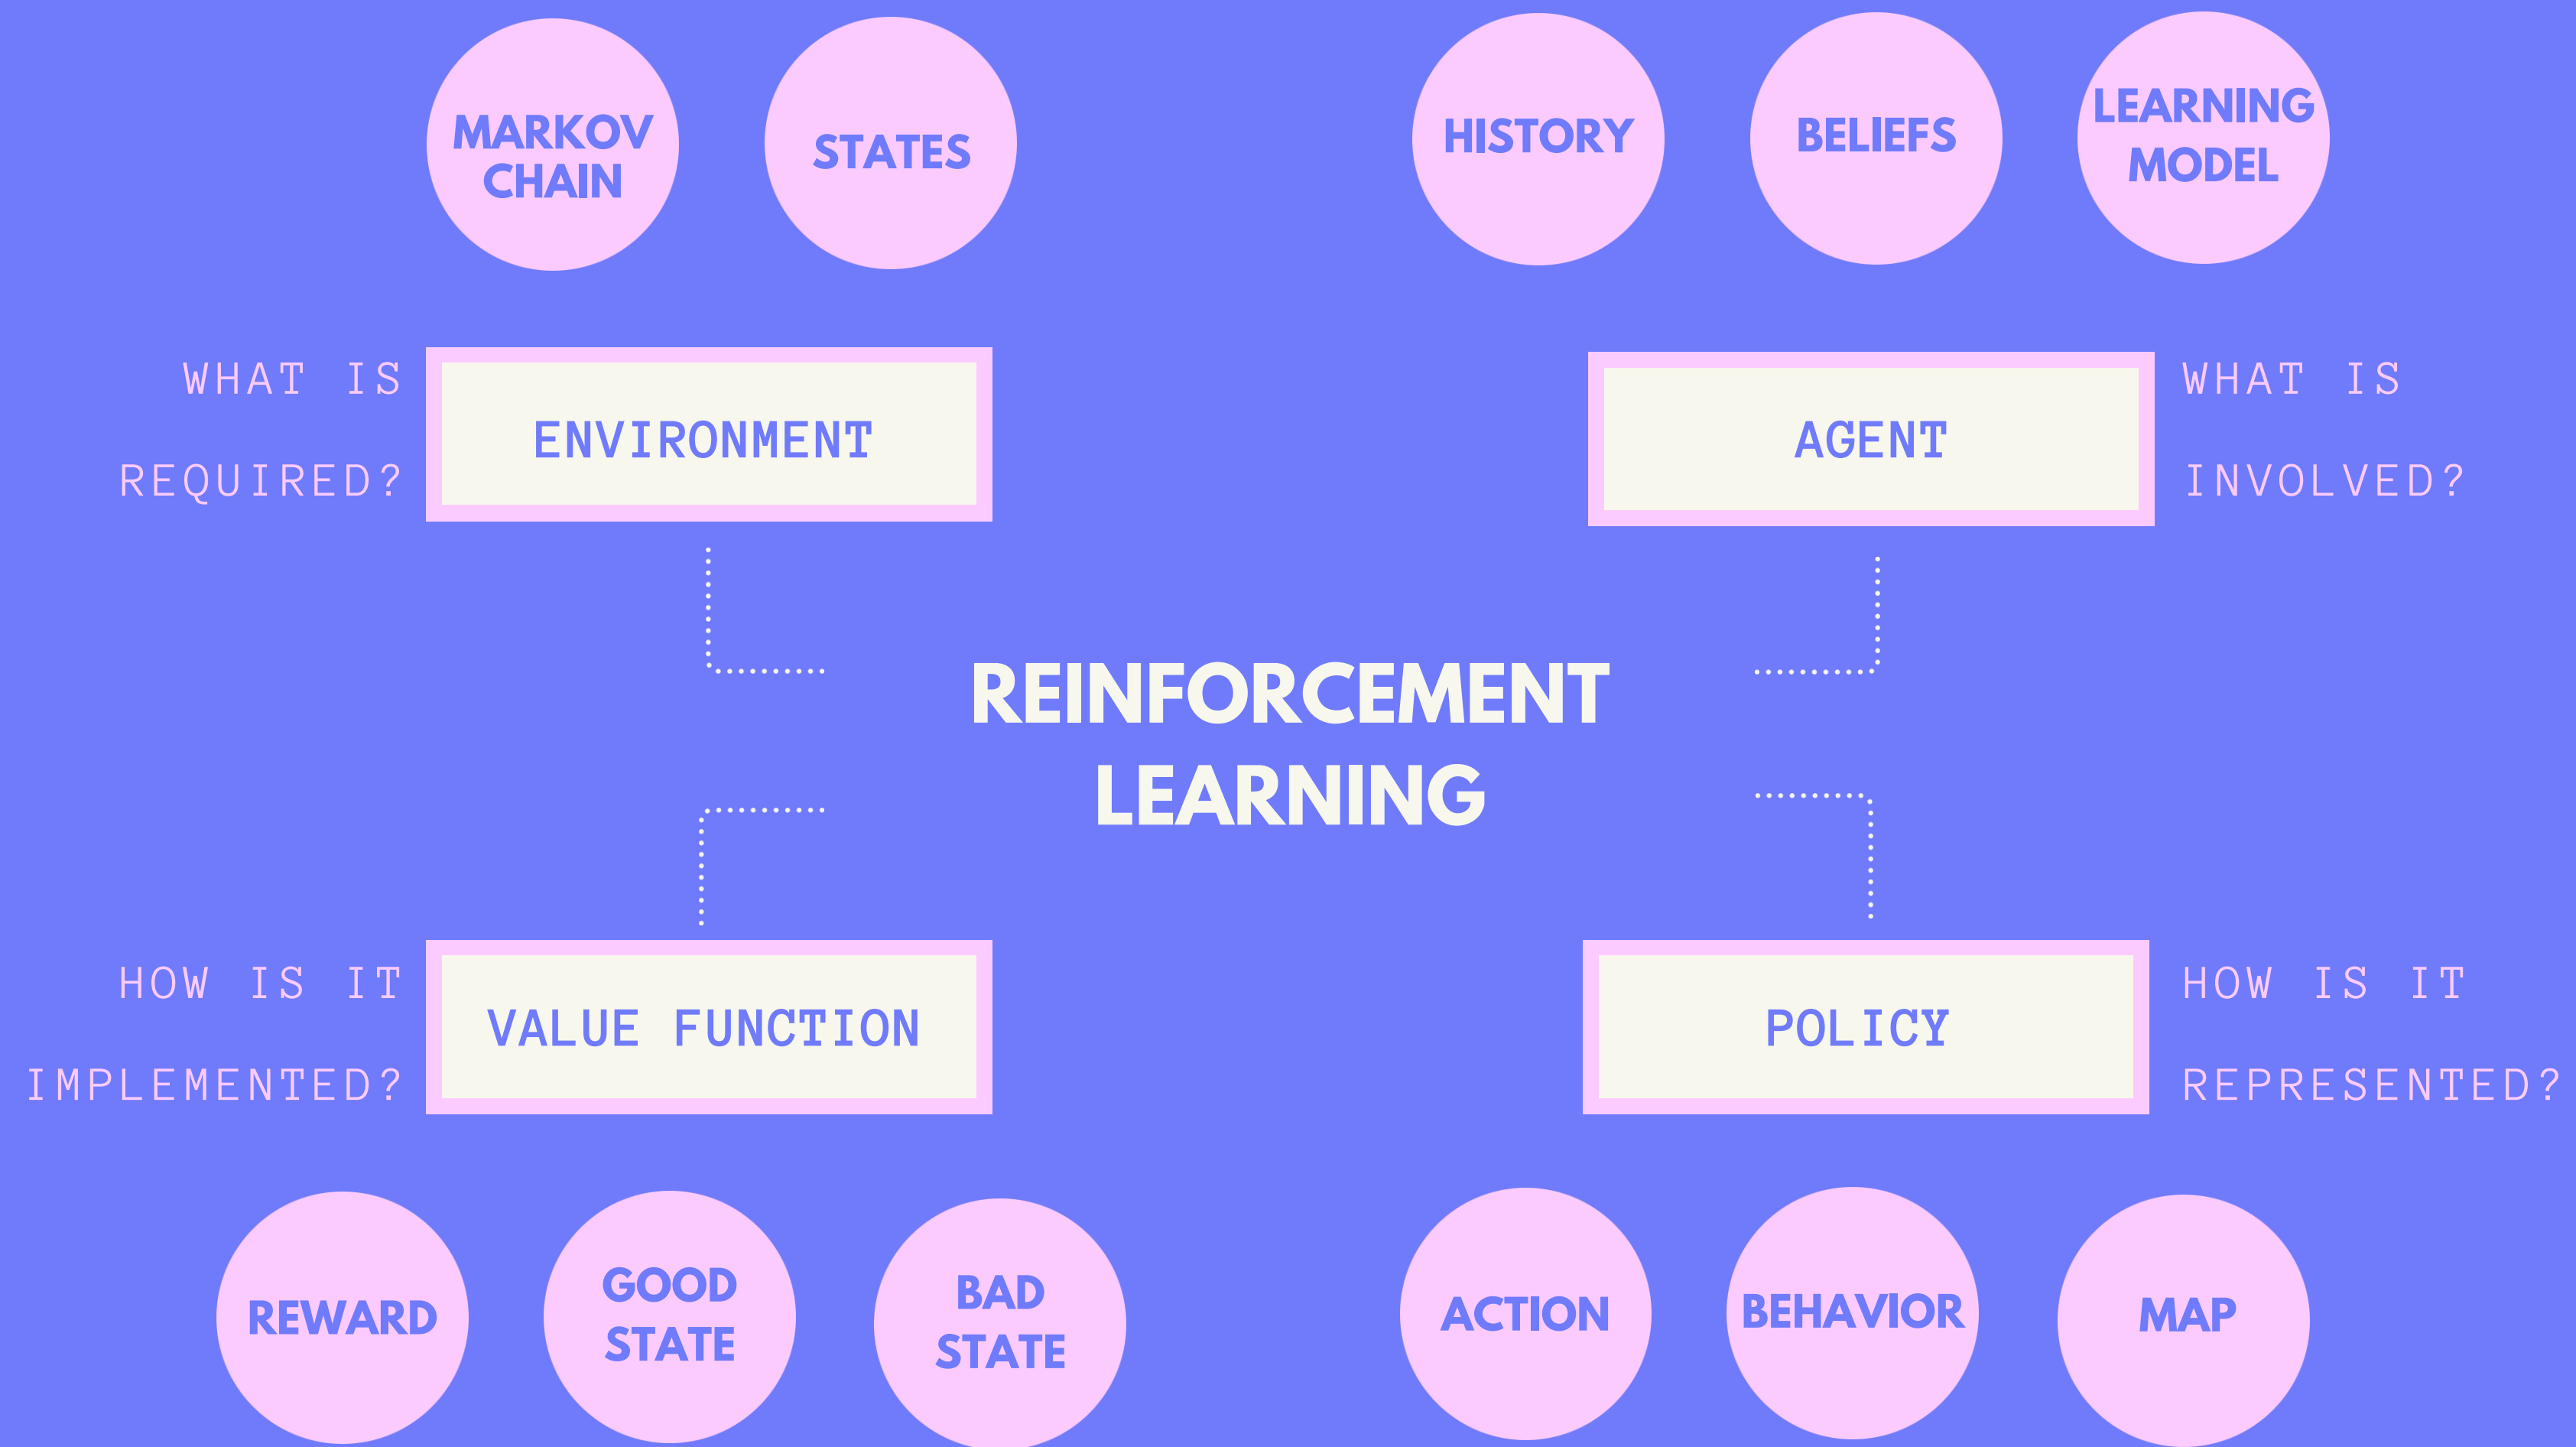 MARKOV
CHAIN
STATES
HISTORY
BELIEFS
LEARNING
MODEL
WHAT IS
REQUIRED?
ENVIRONMENT
AGENT
WHAT IS
INVOLVED?
REINFORCEMENT
LEARNING
HOW IS IT
IMPLEMENTED?
VALUE FUNCTION
POLICY
HOW IS IT
REPRESENTED?
REWARD
GOOD
STATE
BAD
STATE
ACTION
BEHAVIOR
MAP